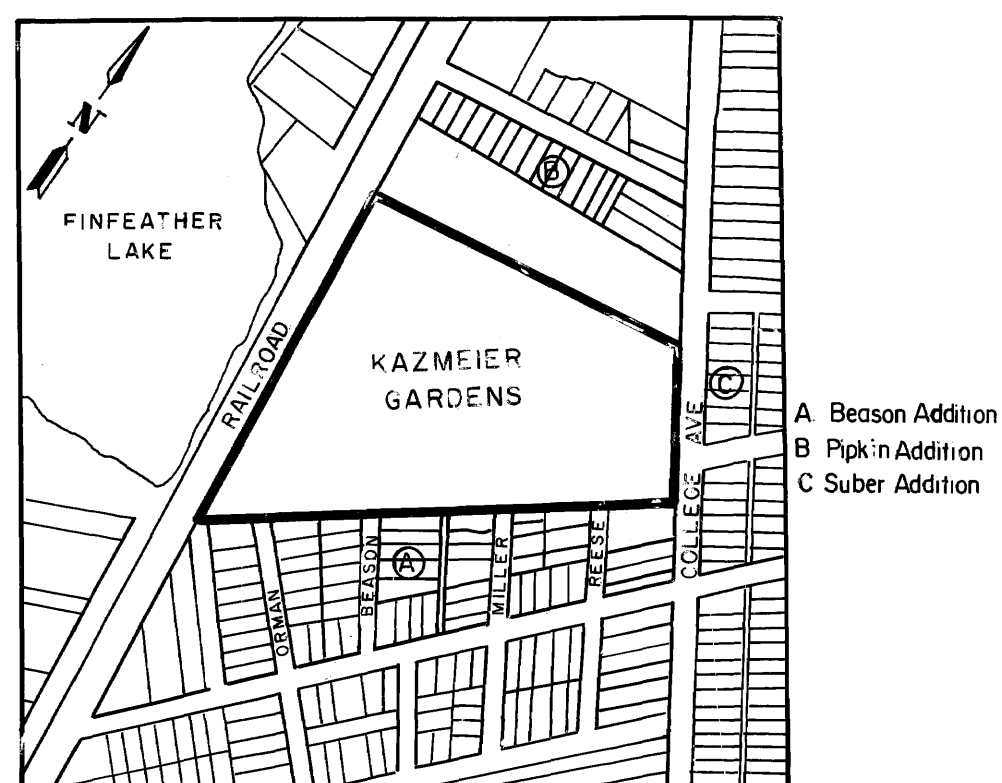 N
FINFEATHER
LAKE
B
RAILROAD
KAZMEIER
GARDENS
C
COLLEGE AVE
A. Beason Addition
B Pipkin Addition
C Suber Addition
ORMAN
BEASON
A
MILLER
REESE